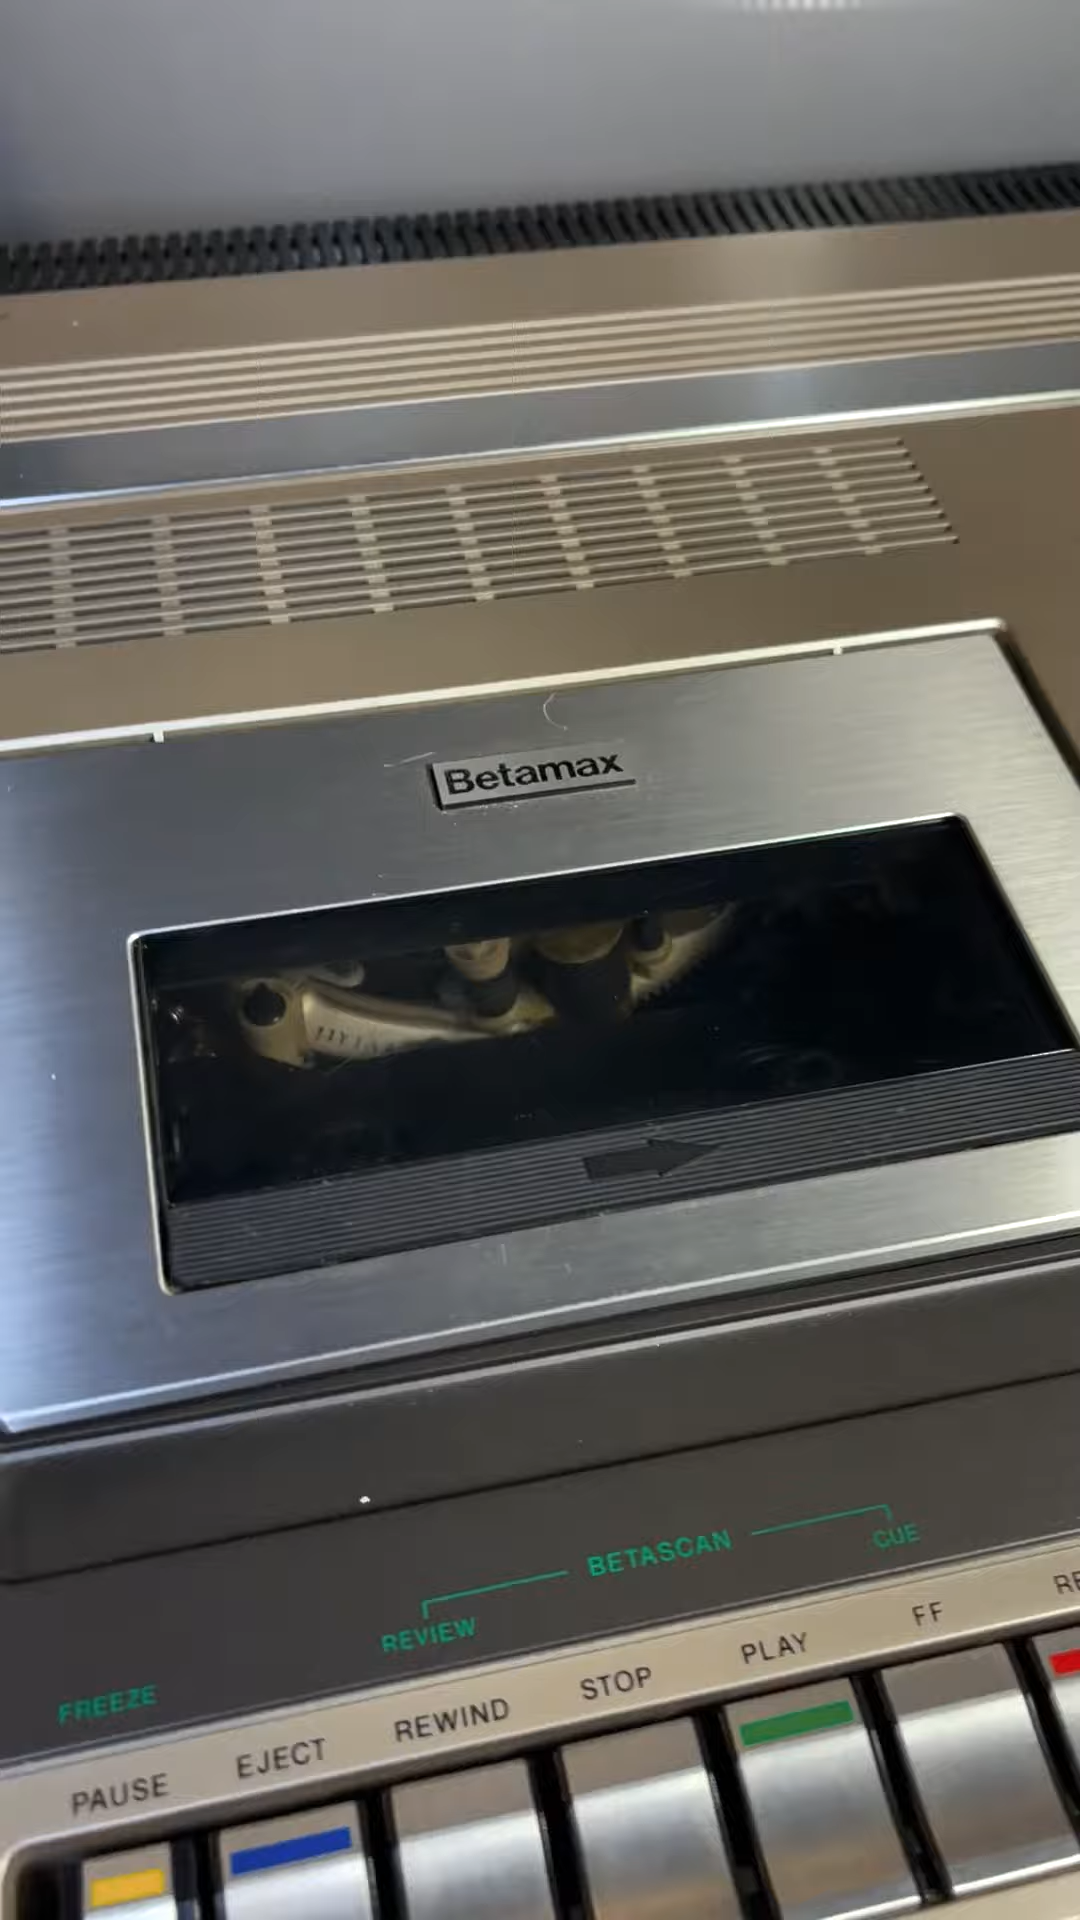 Betamax
BETASCAN
REVIEW
CUE
FREEZE
PAUSE
EJECT
REWIND
STOP
PLAY
FF